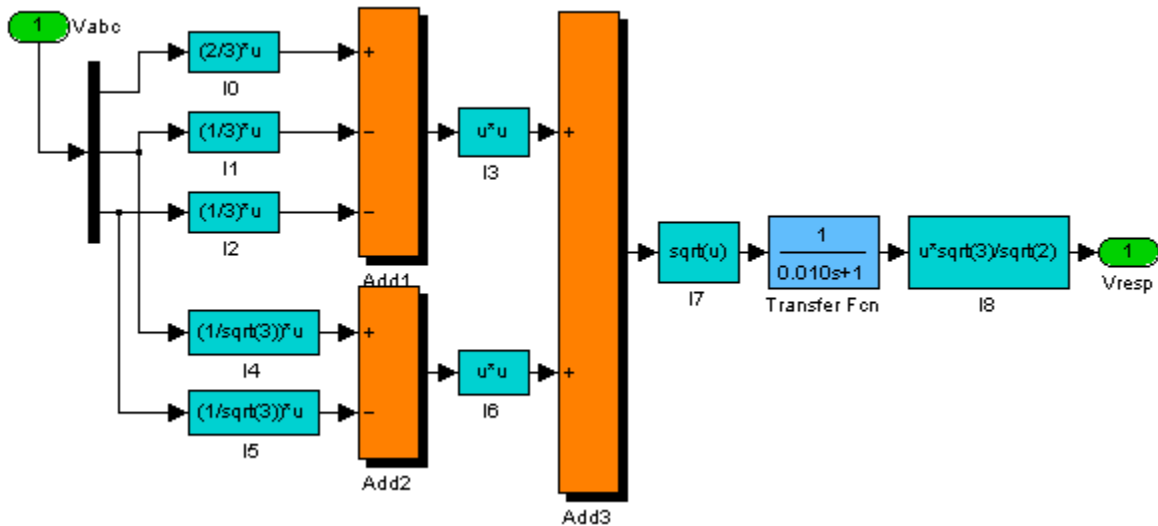 1
Vabc
(2/3)*u
I0
+
(1/3)*u
I1
−
(1/3)*u
I2
−
Add1
u*u
I3
+
(1/sqrt(3))*u
I4
+
(1/sqrt(3))*u
I5
−
Add2
u*u
I6
+
Add3
sqrt(u)
I7
1
0.010s+1
Transfer Fcn
u*sqrt(3)/sqrt(2)
I8
1
Vresp